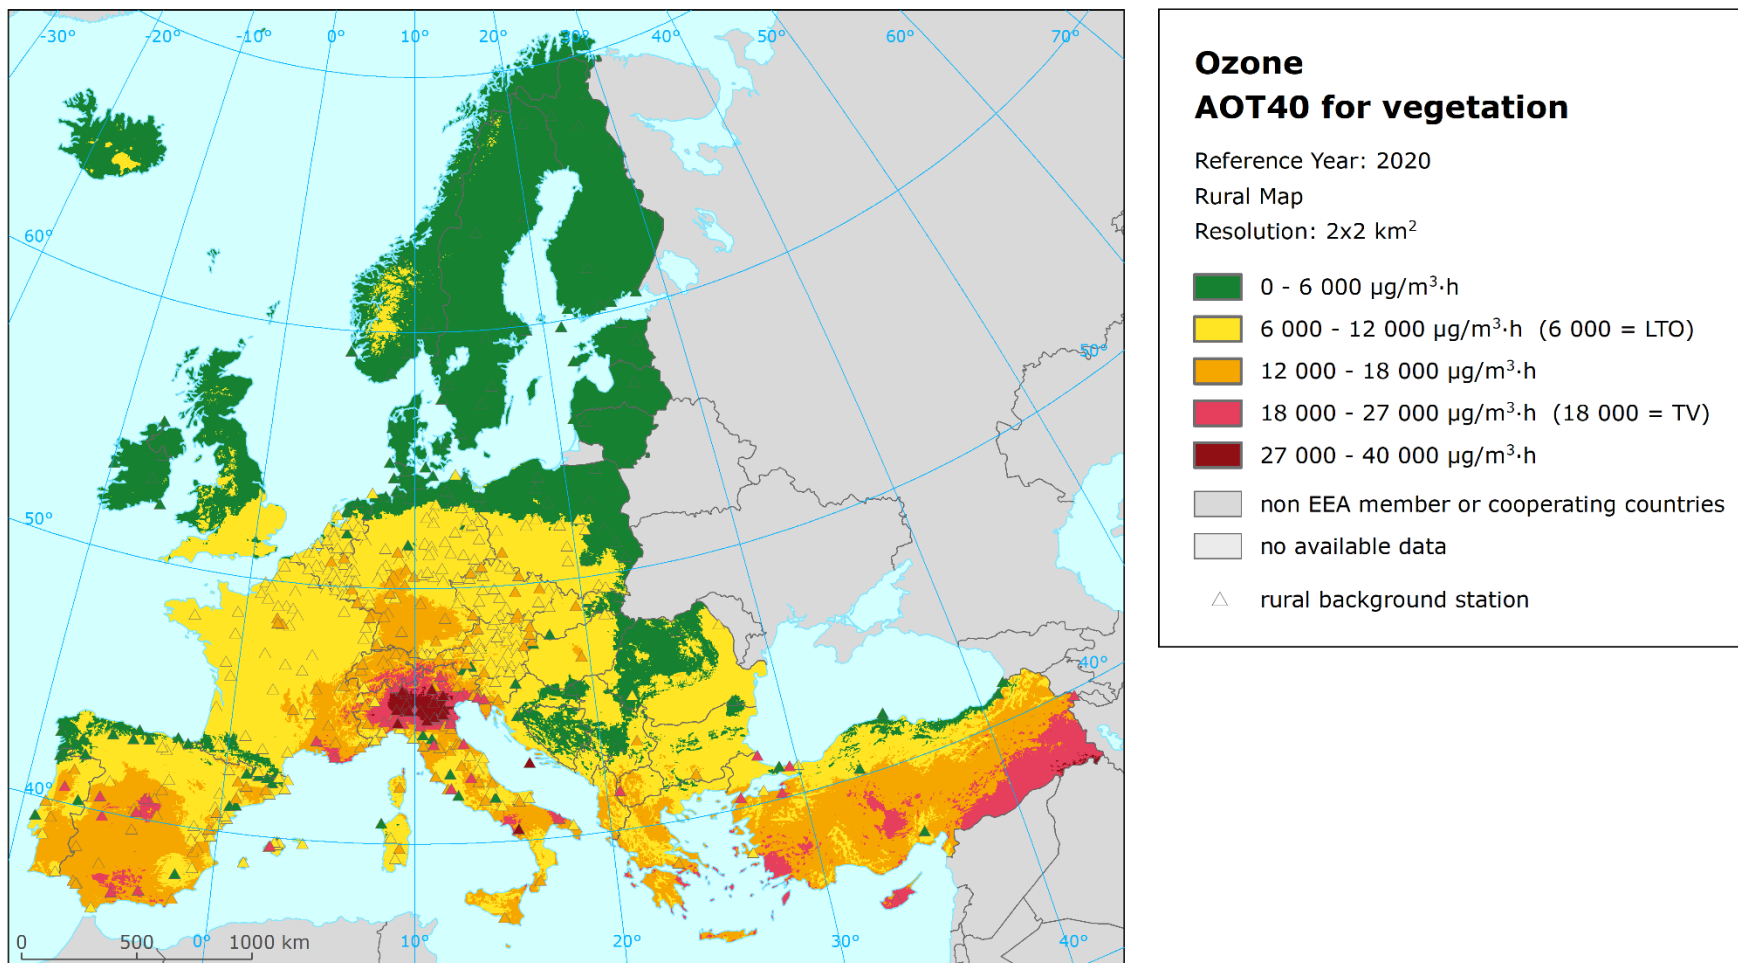 -30° -20° -10° 0° 10° 20° 30° 40° 50° 60° 70°
60°
50°
50°
40°
40°
0 500 1000 km
0° 10° 20° 30° 40°
Ozone
AOT40 for vegetation
Reference Year: 2020
Rural Map
Resolution: 2x2 km²
0 - 6 000 µg/m³·h
6 000 - 12 000 µg/m³·h (6 000 = LTO)
12 000 - 18 000 µg/m³·h
18 000 - 27 000 µg/m³·h (18 000 = TV)
27 000 - 40 000 µg/m³·h
non EEA member or cooperating countries
no available data
rural background station